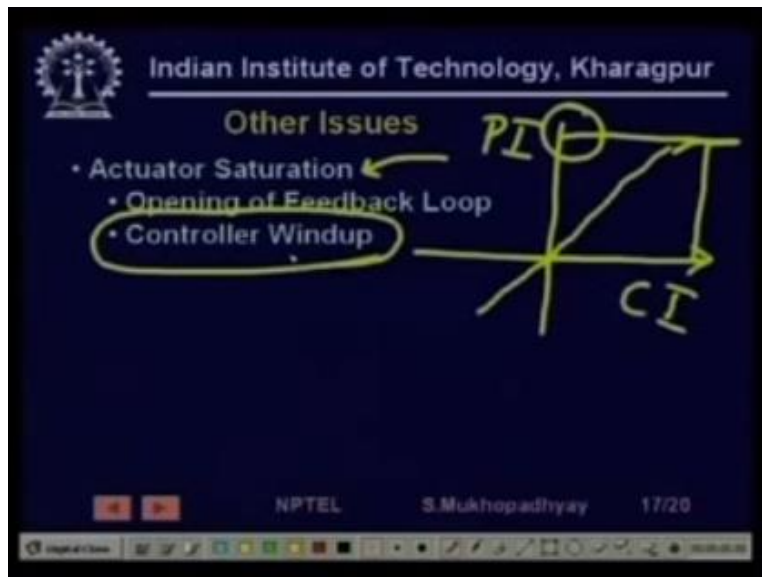 Indian Institute of Technology, Kharagpur
Other Issues
PI
• Actuator Saturation
• Opening of Feedback Loop
• Controller Windup
CI
NPTEL S.Mukhopadhyay 17/20